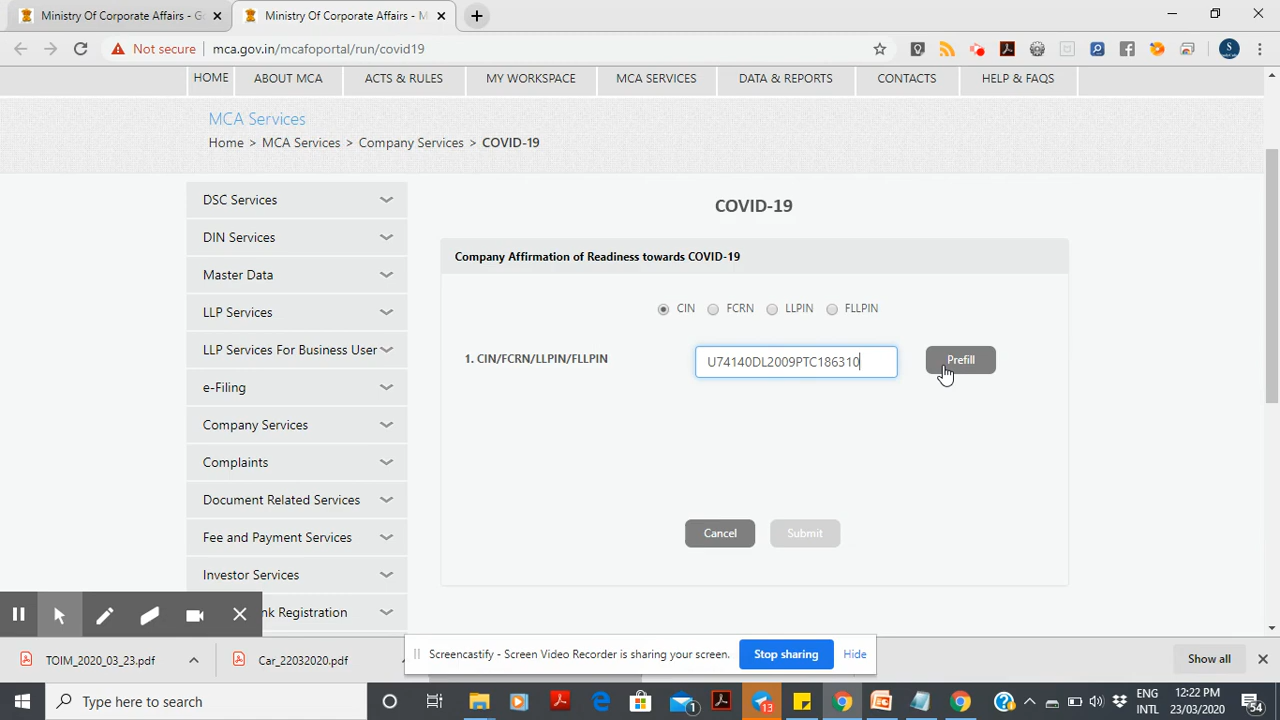 Ministry Of Corporate Affairs - G
Ministry Of Corporate Affairs - M
Not secure
mca.gov.in/mcafoportal/run/covid19
HOME
ABOUT MCA
ACTS & RULES
MY WORKSPACE
MCA SERVICES
DATA & REPORTS
CONTACTS
HELP & FAQS
MCA Services
Home > MCA Services > Company Services > COVID-19
DSC Services
DIN Services
Master Data
LLP Services
LLP Services For Business User
e-Filing
Company Services
Complaints
Document Related Services
Fee and Payment Services
Investor Services
nk Registration
COVID-19
Company Affirmation of Readiness towards COVID-19
CIN FCRN LLPIN FLLPIN
1. CIN/FCRN/LLPIN/FLLPIN
U74140DL2009PTC186310
Prefill
Cancel
Submit
Screencastify - Screen Video Recorder is sharing your screen.
Stop sharing
Hide
TOIM_2020_03_23.pdf
Car_22032020.pdf
Show all
Type here to search
1
13
ENG
INTL
12:22 PM
23/03/2020
54